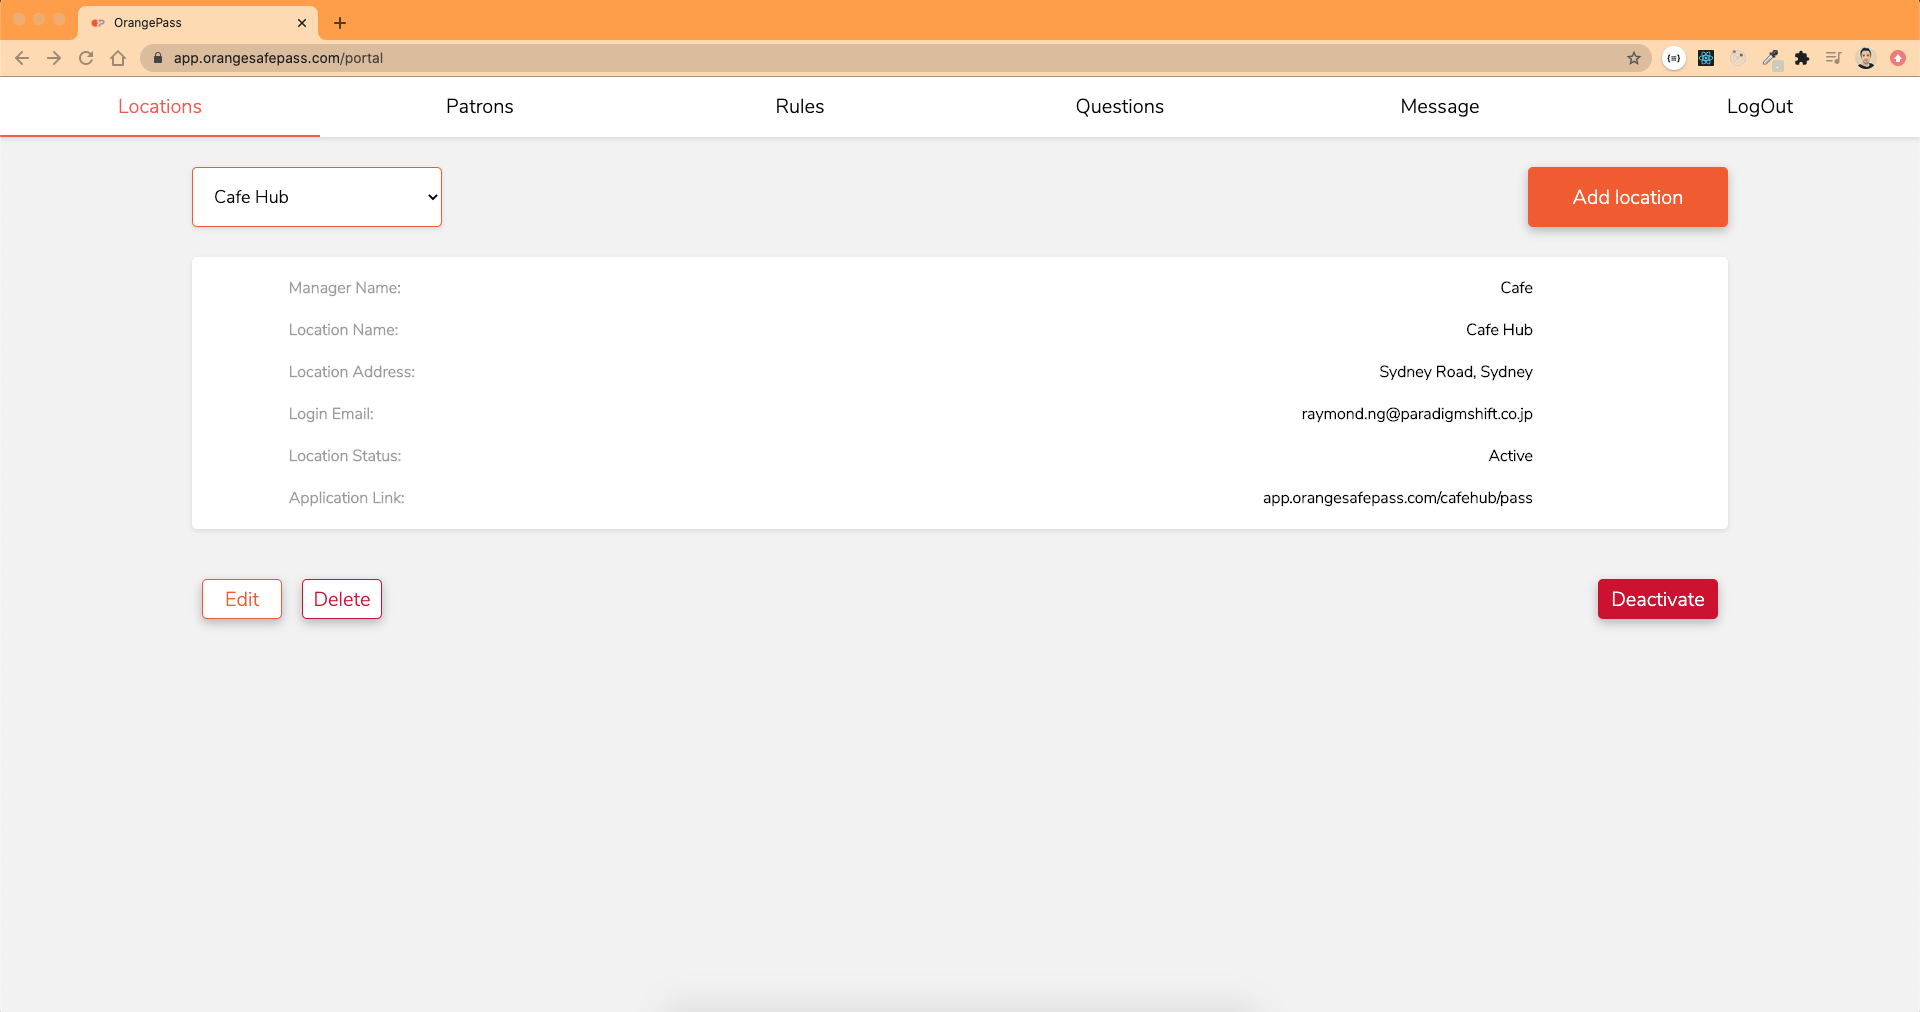 OrangePass
app.orangesafepass.com/portal
Locations Patrons Rules Questions Message LogOut
Cafe Hub Add location
Manager Name: Cafe
Location Name: Cafe Hub
Location Address: Sydney Road, Sydney
Login Email: raymond.ng@paradigmshift.co.jp
Location Status: Active
Application Link: app.orangesafepass.com/cafehub/pass
Edit Delete Deactivate